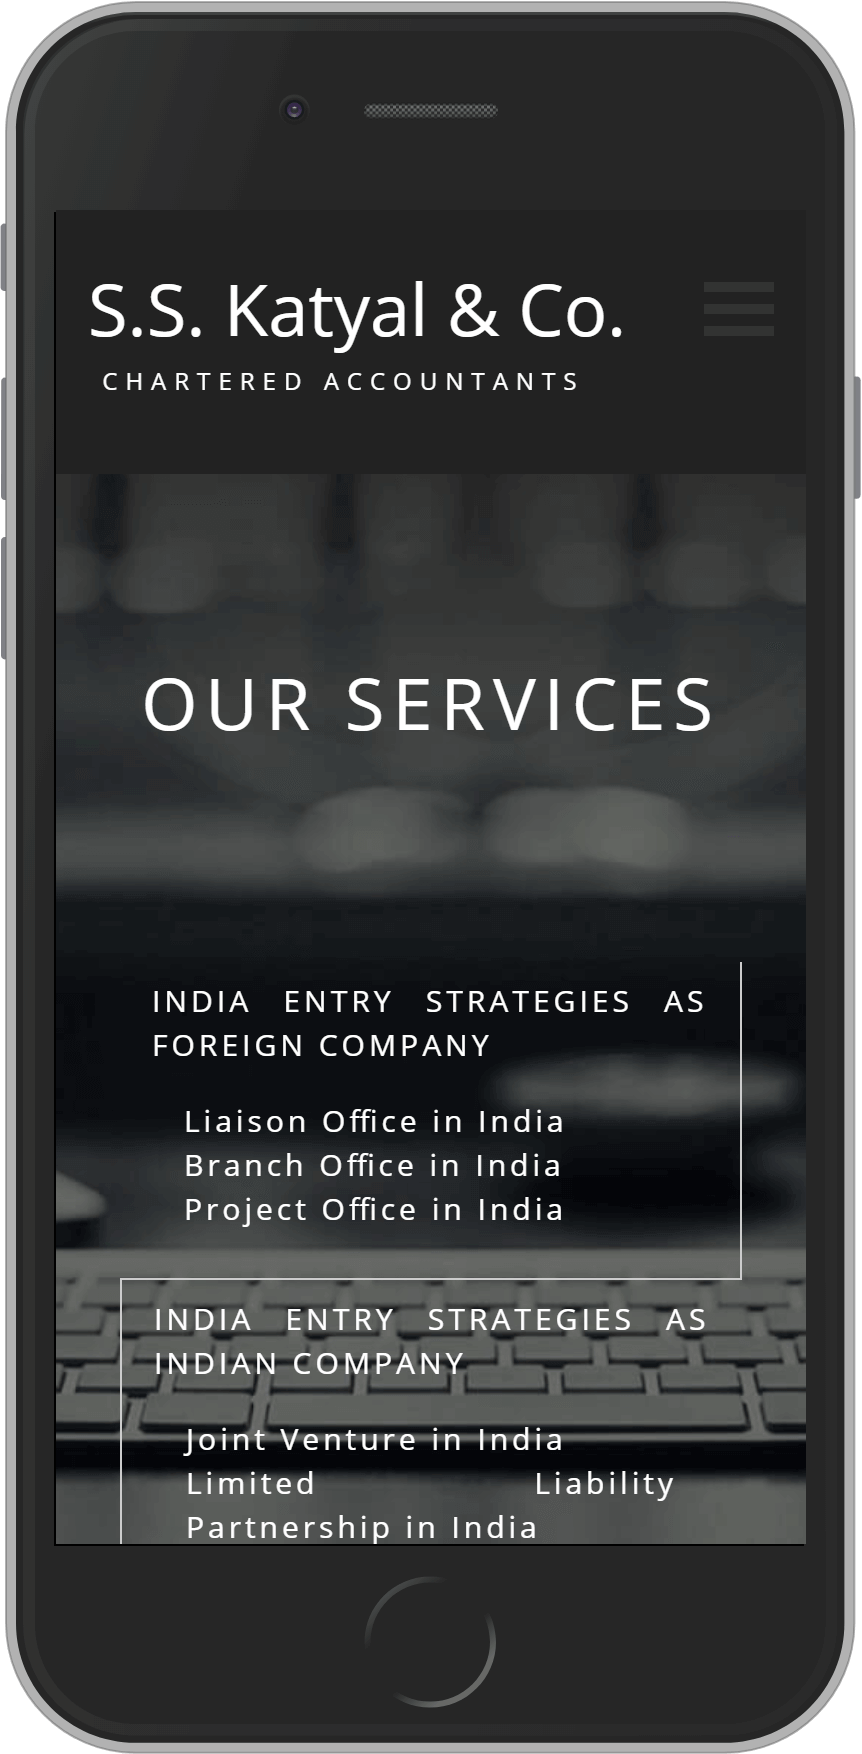 S.S. Katyal & Co.
CHARTERED ACCOUNTANTS
OUR SERVICES
INDIA ENTRY STRATEGIES AS
FOREIGN COMPANY
Liaison Office in India
Branch Office in India
Project Office in India
INDIA ENTRY STRATEGIES AS
INDIAN COMPANY
Joint Venture in India
Limited Liability
Partnership in India